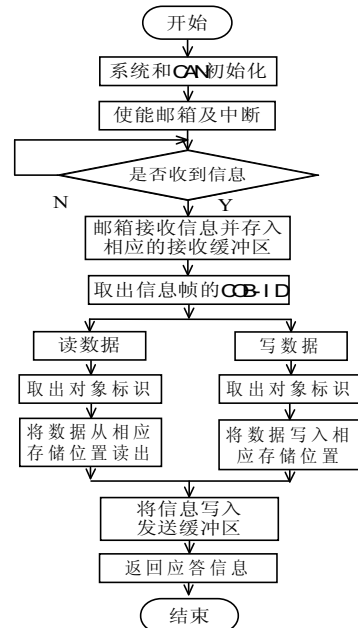 开始
系统和CAN初始化
使能邮箱及中断
是否收到信息
N
Y
邮箱接收信息并存入
相应的接收缓冲区
取出信息帧的COB-ID
读数据
写数据
取出对象标识
取出对象标识
将数据从相应
存储位置读出
将数据写入相
应存储位置
将信息写入
发送缓冲区
返回应答信息
结束